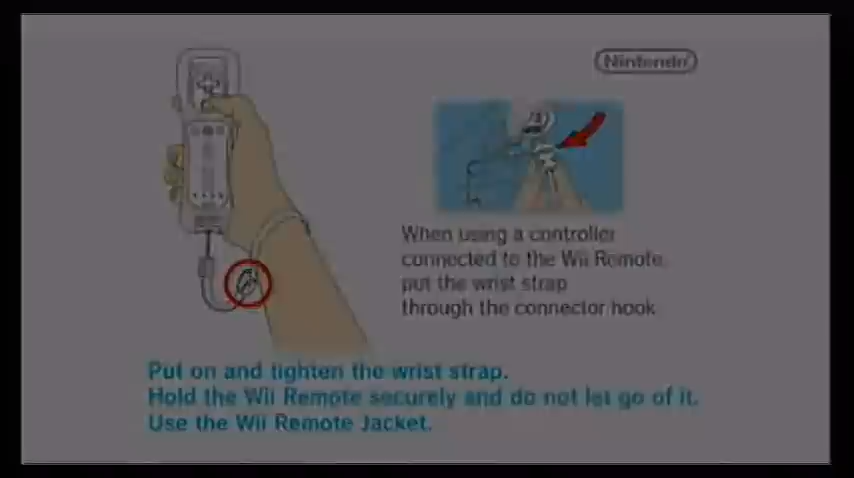 Nintendo
When using a controller
connected to the Wii Remote,
put the wrist strap
through the connector hook.
Put on and tighten the wrist strap.
Hold the Wii Remote securely and do not let go of it.
Use the Wii Remote Jacket.